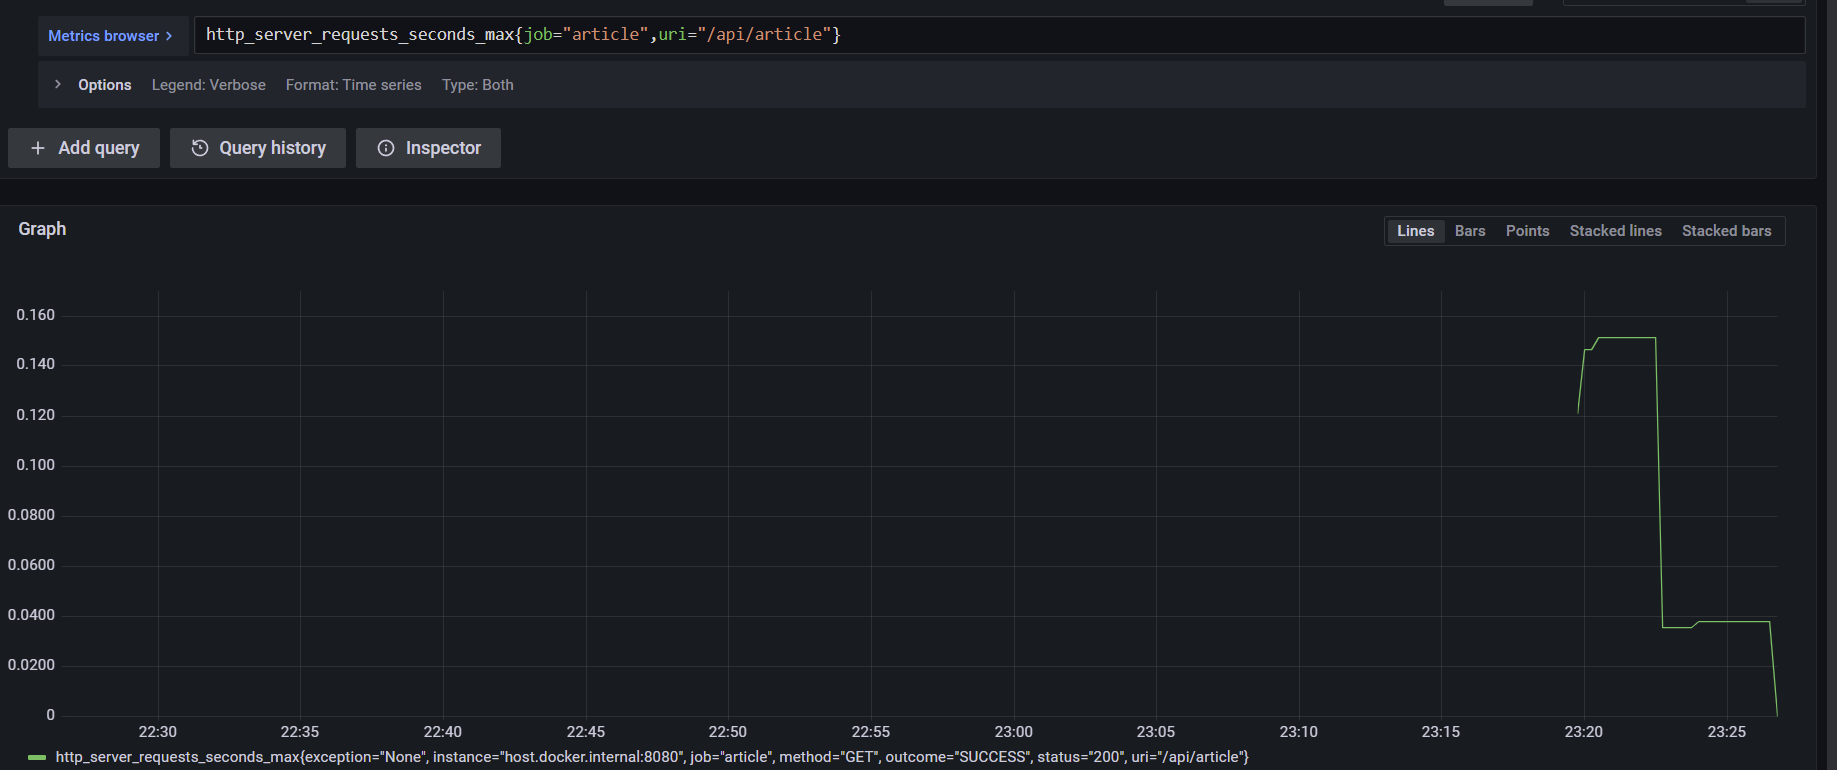 Metrics browser > http_server_requests_seconds_max{job="article",uri="/api/article"}
> Options Legend: Verbose Format: Time series Type: Both
+ Add query Query history Inspector
Graph Lines Bars Points Stacked lines Stacked bars
0.160
0.140
0.120
0.100
0.0800
0.0600
0.0400
0.0200
0
22:30 22:35 22:40 22:45 22:50 22:55 23:00 23:05 23:10 23:15 23:20 23:25
http_server_requests_seconds_max{exception="None", instance="host.docker.internal:8080", job="article", method="GET", outcome="SUCCESS", status="200", uri="/api/article"}